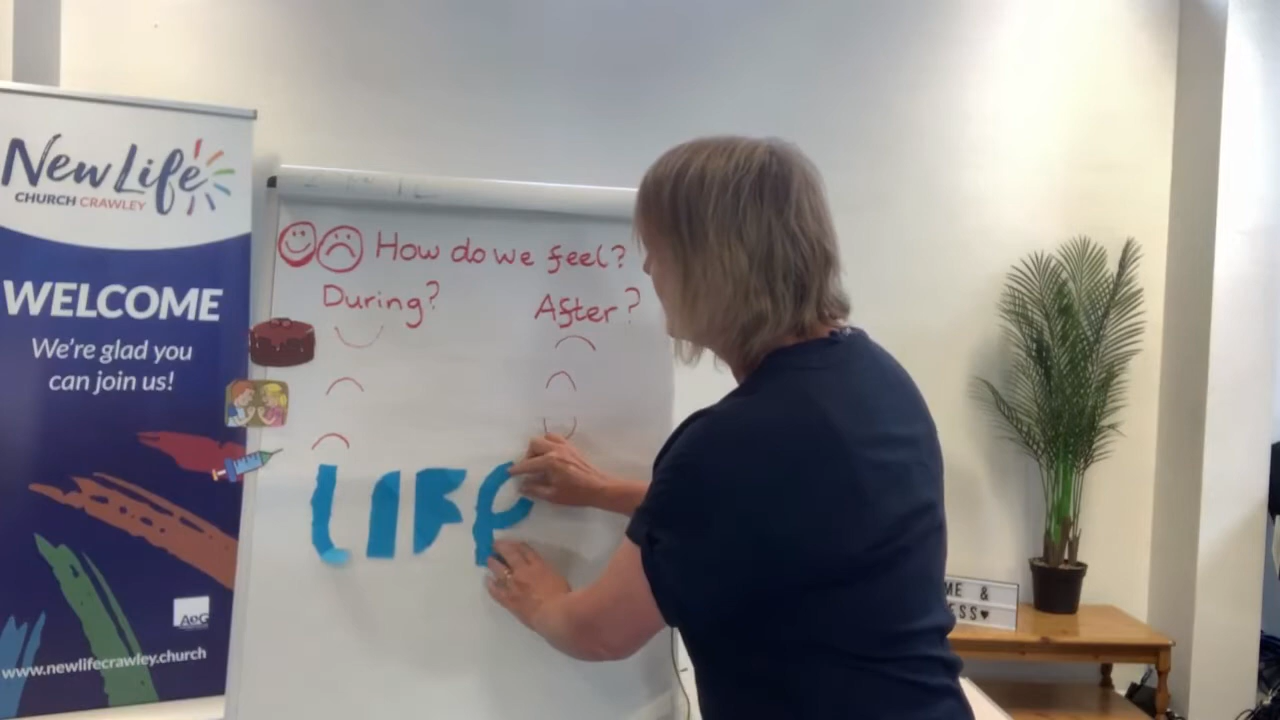 New Life
CHURCH CRAWLEY
WELCOME
We're glad you
can join us!
AoG
www.newlifecrawley.church
How do we feel?
During? After?
LIFE
ME &
ESS♥